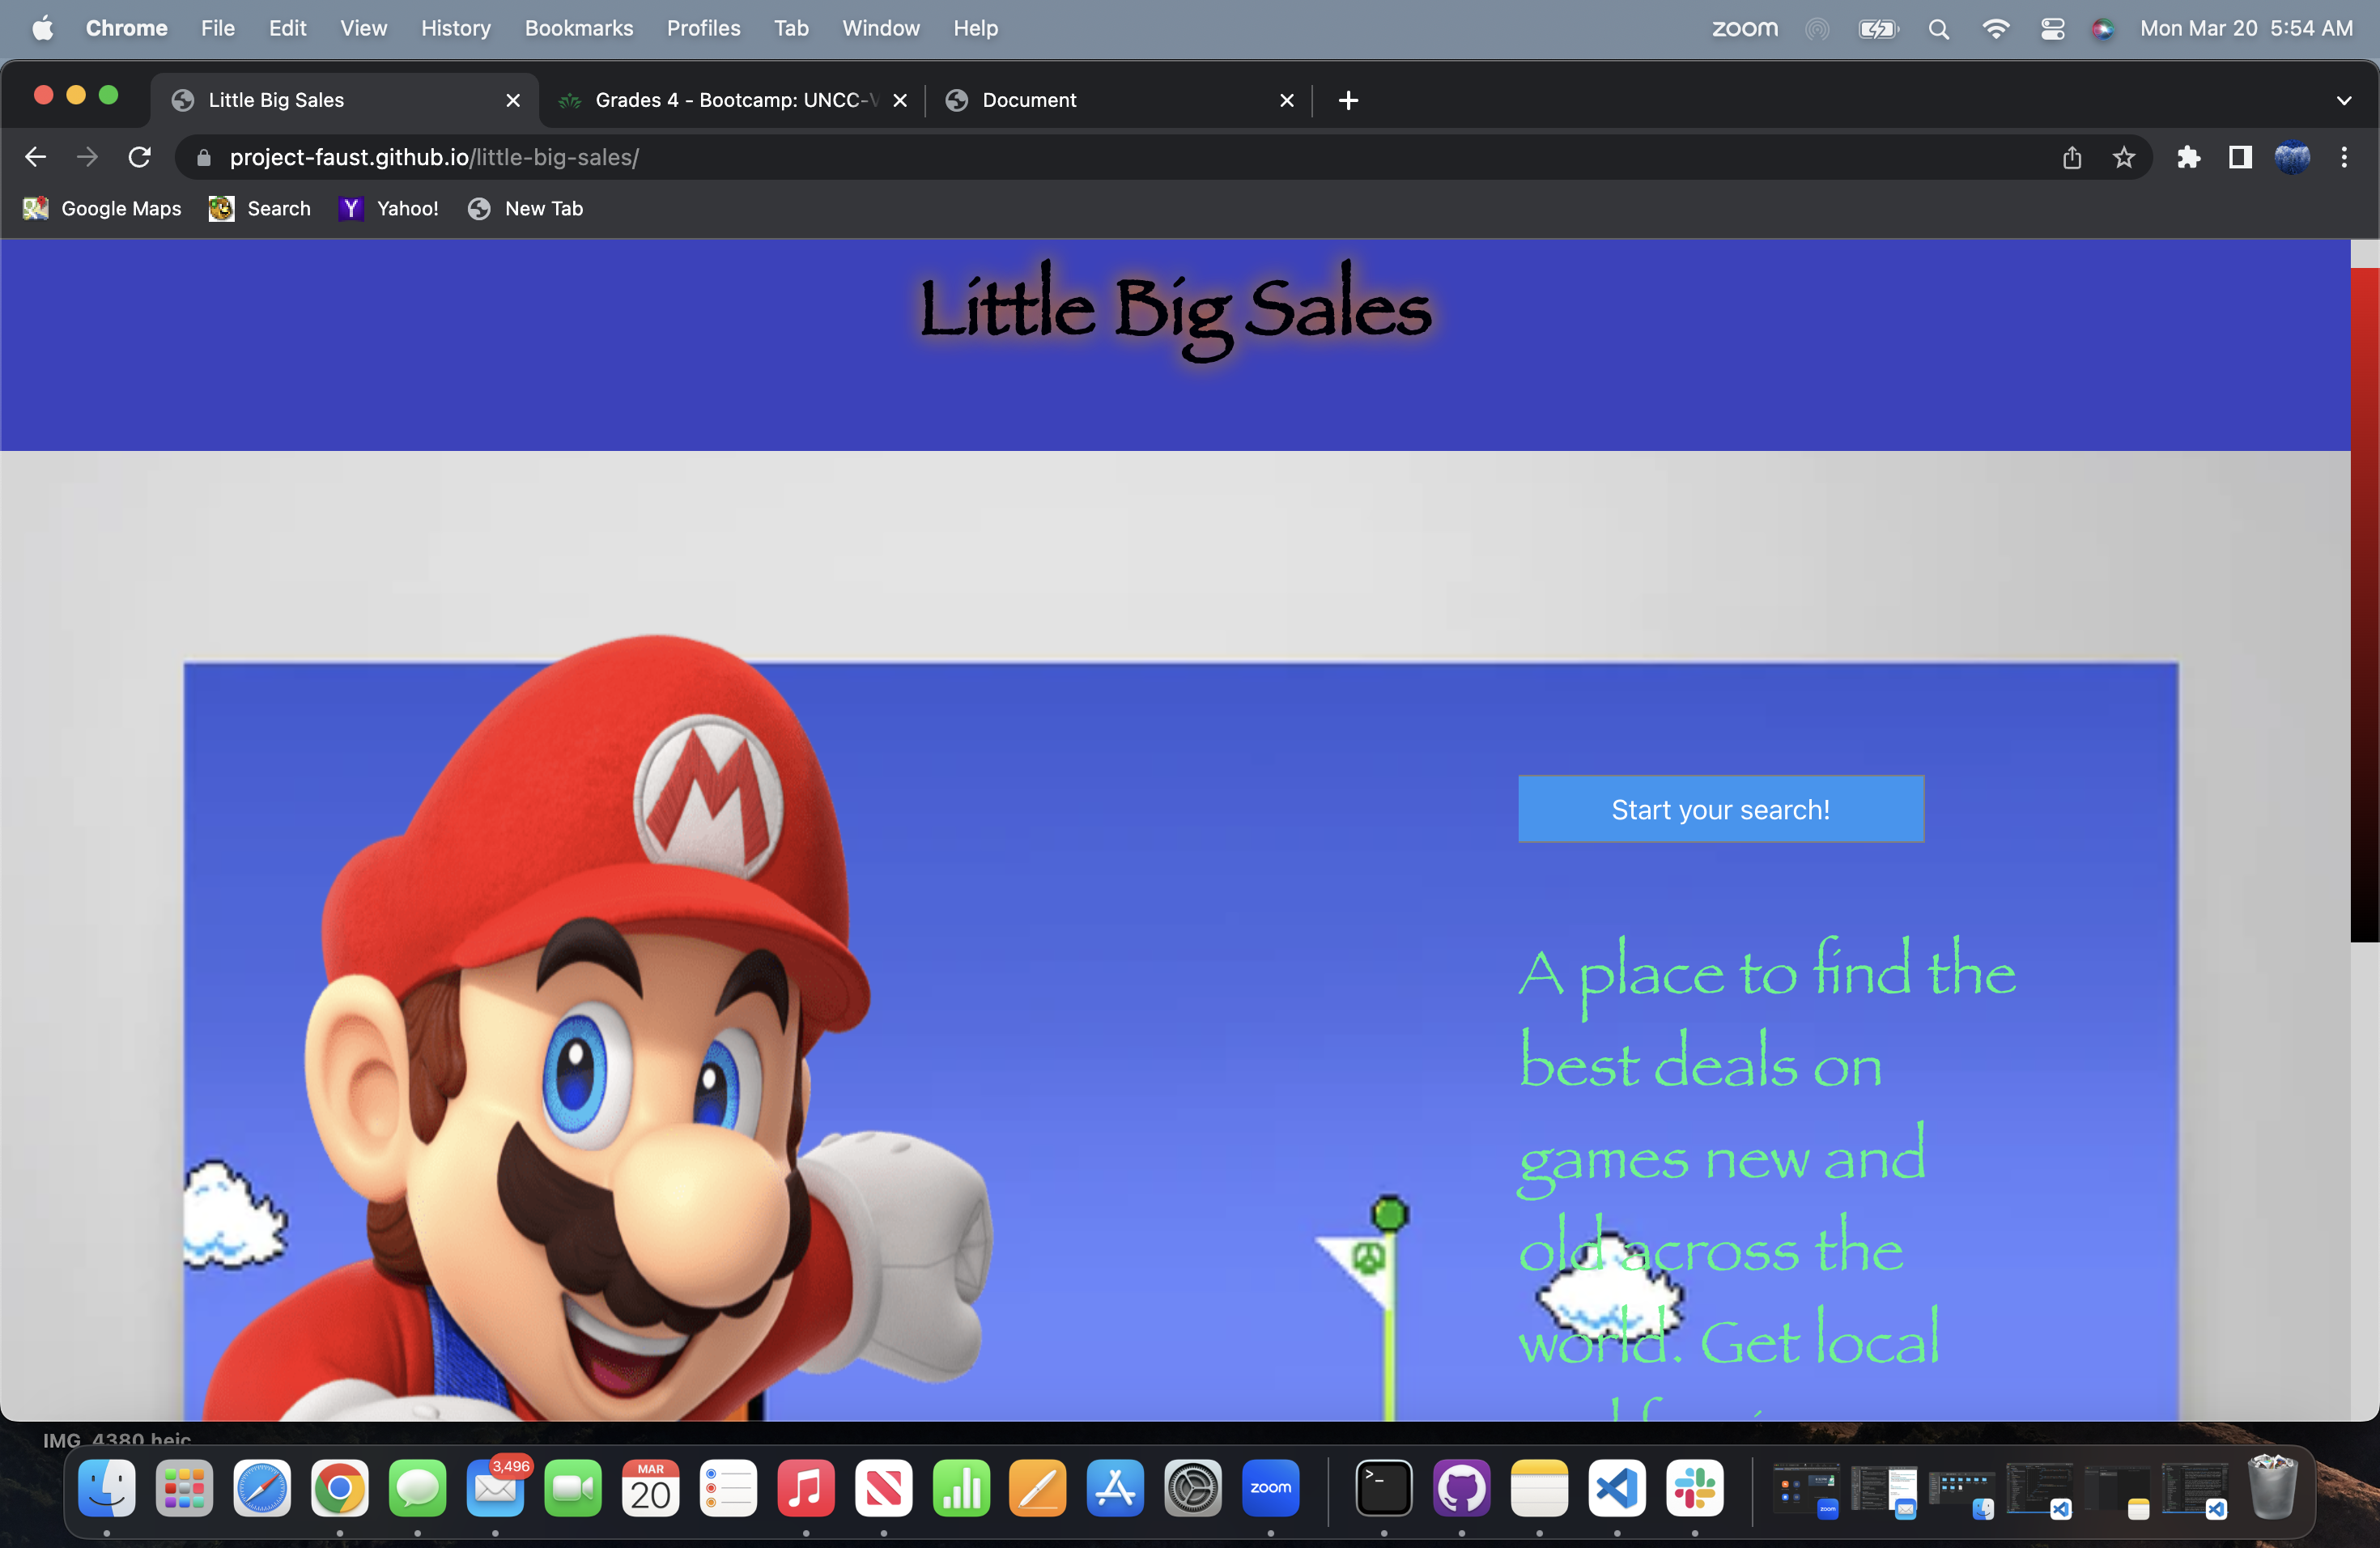 Chrome File Edit View History Bookmarks Profiles Tab Window Help zoom Mon Mar 20 5:54 AM
Little Big Sales Grades 4 - Bootcamp: UNCC-V Document
project-faust.github.io/little-big-sales/
Google Maps Search Yahoo! New Tab
Little Big Sales
M
Start your search!
A place to find the
best deals on
games new and
old across the
world. Get local
IMG_4380.heic
3,496
MAR
20
zoom